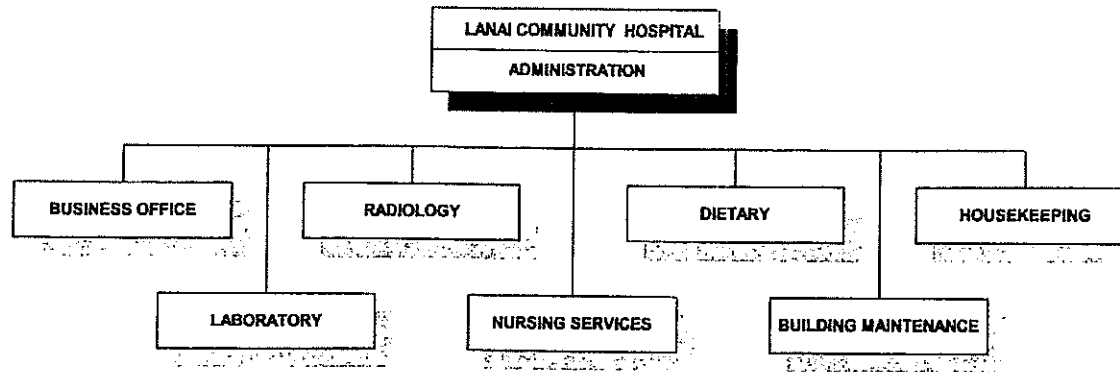 LANAI COMMUNITY HOSPITAL
ADMINISTRATION
BUSINESS OFFICE
RADIOLOGY
DIETARY
HOUSEKEEPING
LABORATORY
NURSING SERVICES
BUILDING MAINTENANCE